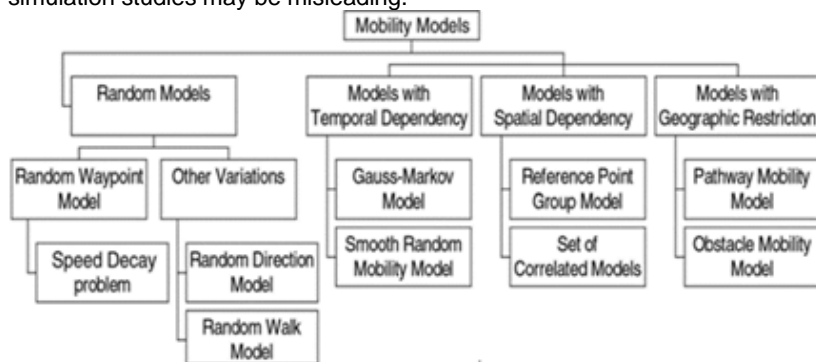 simulation studies may be misleading.
Mobility Models
Random Models
Models with
Temporal Dependency
Models with
Spatial Dependency
Models with
Geographic Restriction
Random Waypoint
Model
Other Variations
Gauss-Markov
Model
Reference Point
Group Model
Pathway Mobility
Model
Speed Decay
problem
Random Direction
Model
Smooth Random
Mobility Model
Set of
Correlated Models
Obstacle Mobility
Model
Random Walk
Model